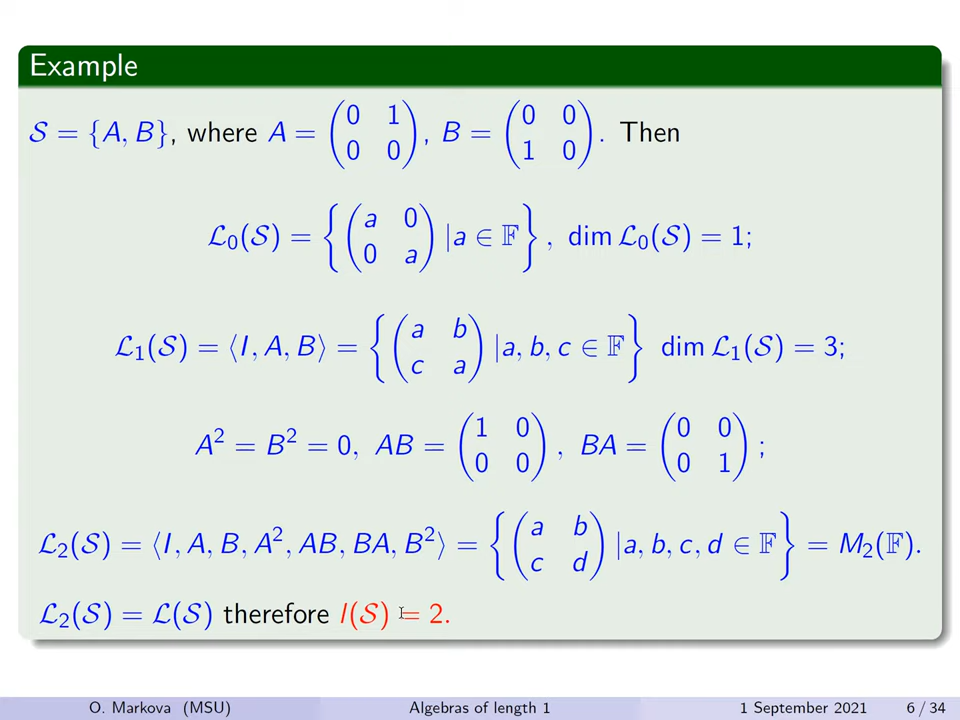 Example
S = {A, B}, where A = (0 1; 0 0), B = (0 0; 1 0). Then
L₀(S) = {(a 0; 0 a) |a ∈ 𝔽}, dim L₀(S) = 1;
L₁(S) = ⟨I, A, B⟩ = {(a b; c a) |a, b, c ∈ 𝔽} dim L₁(S) = 3;
A² = B² = 0, AB = (1 0; 0 0), BA = (0 0; 0 1);
L₂(S) = ⟨I, A, B, A², AB, BA, B²⟩ = {(a b; c d) |a, b, c, d ∈ 𝔽} = M₂(𝔽).
L₂(S) = L(S) therefore l(S) = 2.
O. Markova (MSU) Algebras of length 1 1 September 2021 6 / 34